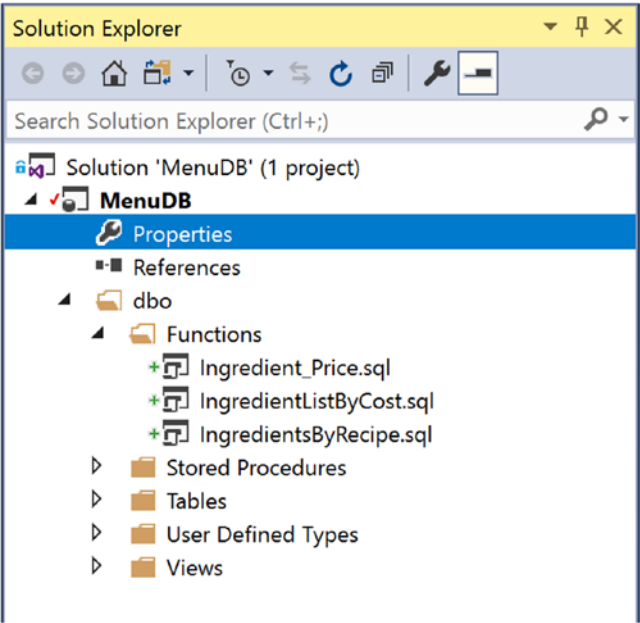 Solution Explorer
Search Solution Explorer (Ctrl+;)
Solution 'MenuDB' (1 project)
MenuDB
Properties
References
dbo
Functions
Ingredient_Price.sql
IngredientListByCost.sql
IngredientsByRecipe.sql
Stored Procedures
Tables
User Defined Types
Views